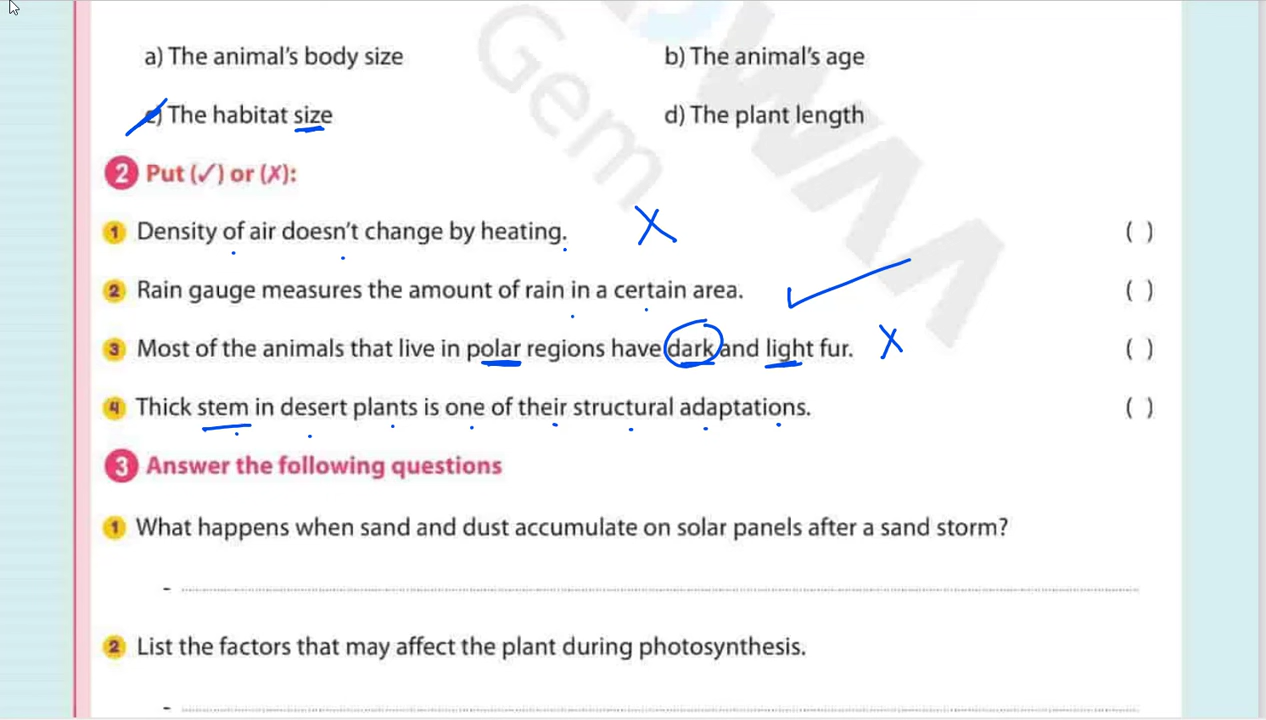 a) The animal's body size
b) The animal's age
c) The habitat size
d) The plant length
2 Put (✓) or (✗):
1 Density of air doesn't change by heating. X ( )
2 Rain gauge measures the amount of rain in a certain area. ✓ ( )
3 Most of the animals that live in polar regions have dark and light fur. X ( )
4 Thick stem in desert plants is one of their structural adaptations. ( )
3 Answer the following questions
1 What happens when sand and dust accumulate on solar panels after a sand storm?
-
2 List the factors that may affect the plant during photosynthesis.
-
Gem